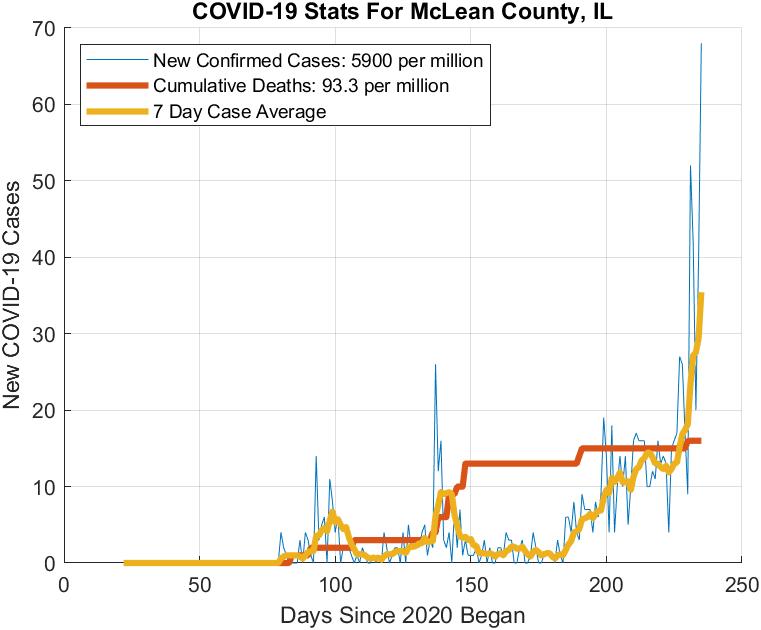 COVID-19 Stats For McLean County, IL
New Confirmed Cases: 5900 per million
Cumulative Deaths: 93.3 per million
7 Day Case Average
New COVID-19 Cases
70
60
50
40
30
20
10
0
0 50 100 150 200 250
Days Since 2020 Began